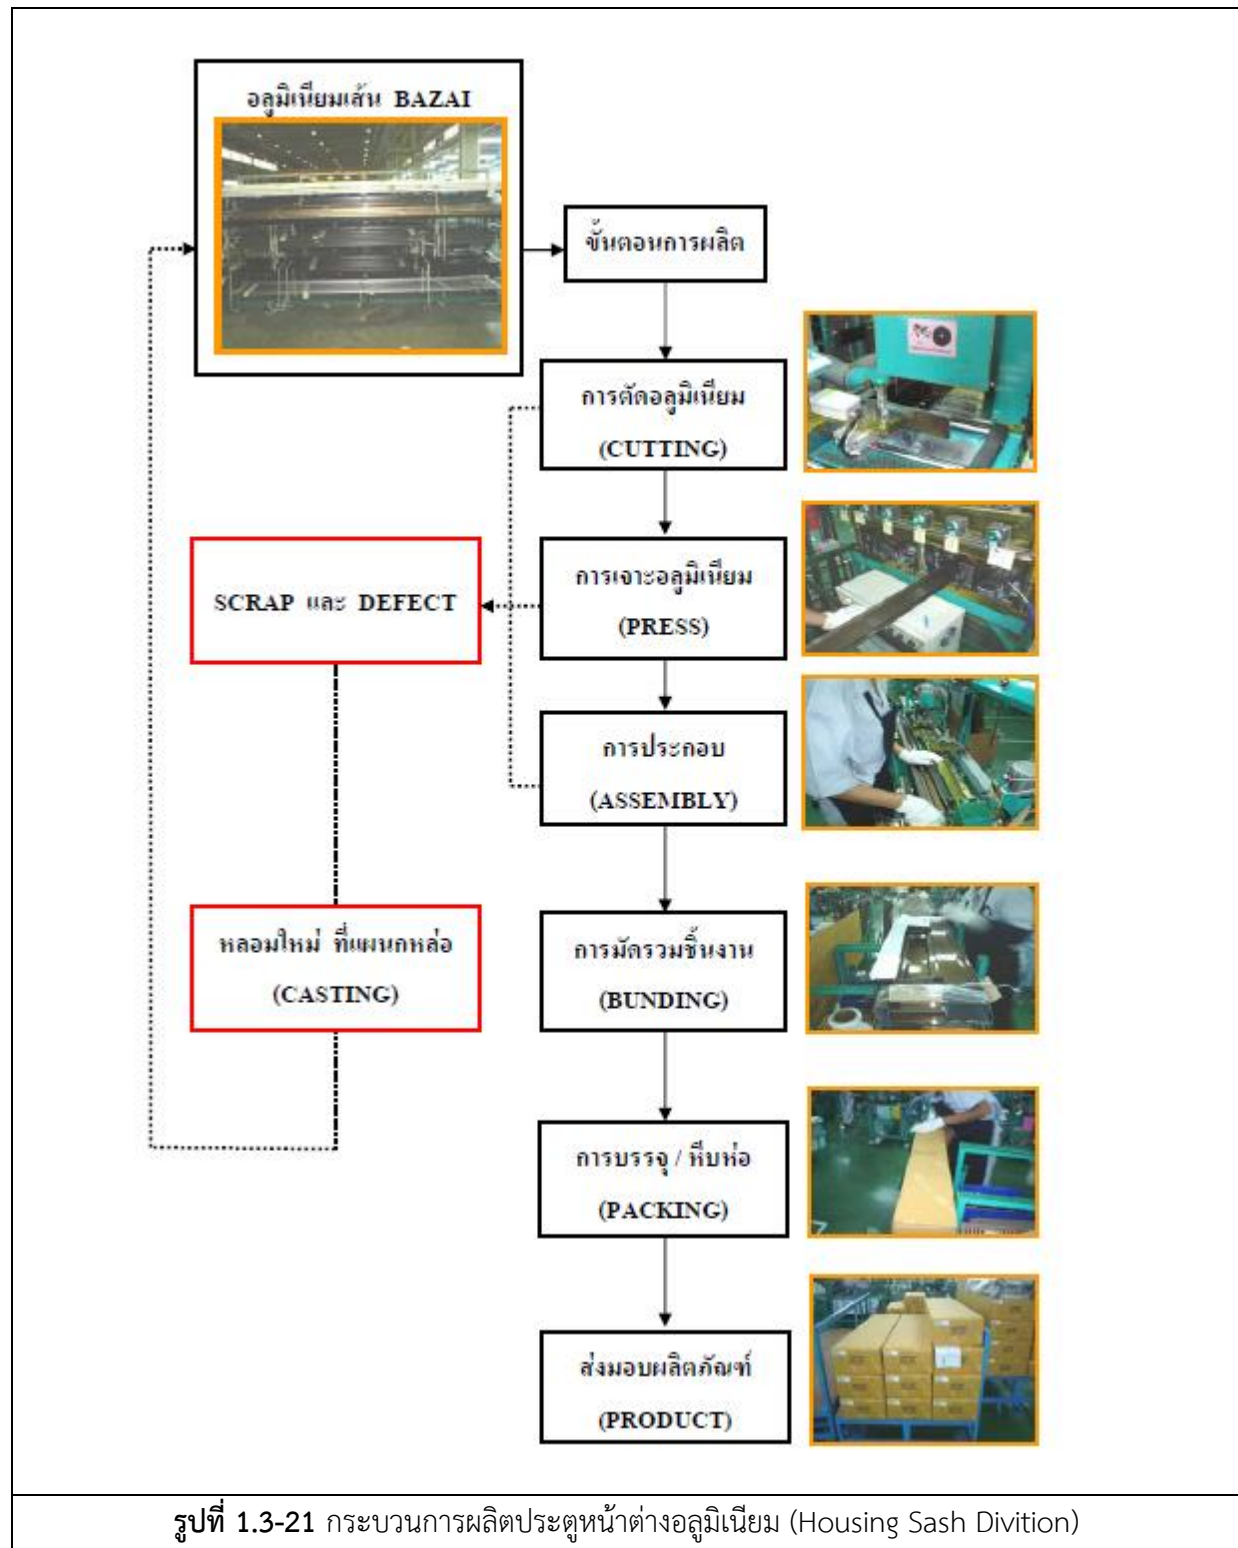 อลูมิเนียมเส้น BAZAI
ขั้นตอนการผลิต
การตัดอลูมิเนียม
(CUTTING)
การเจาะอลูมิเนียม
(PRESS)
SCRAP และ DEFECT
การประกอบ
(ASSEMBLY)
หลอมใหม่ ที่แผนกหล่อ
(CASTING)
การมัดรวมชิ้นงาน
(BUNDING)
การบรรจุ / หีบห่อ
(PACKING)
ส่งมอบผลิตภัณฑ์
(PRODUCT)
รูปที่ 1.3-21 กระบวนการผลิตประตูหน้าต่างอลูมิเนียม (Housing Sash Divition)